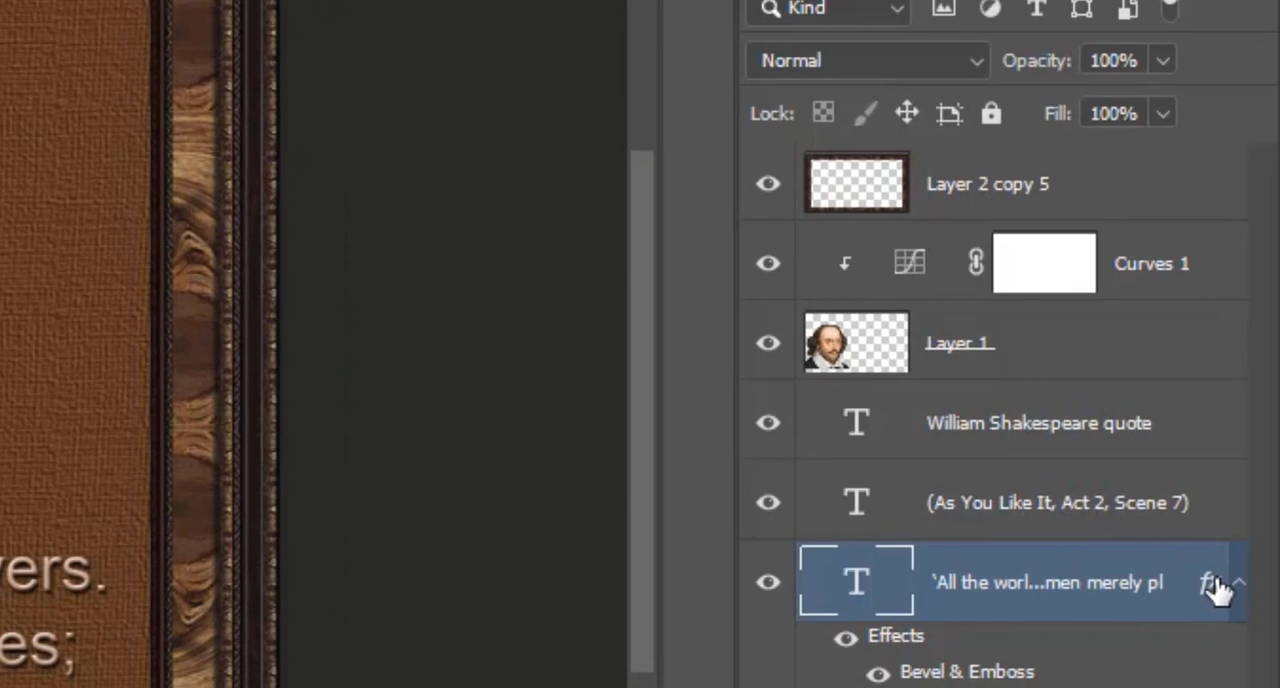 Kind
Normal
Opacity: 100%
Lock:
Fill: 100%
Layer 2 copy 5
Curves 1
Layer 1
T
William Shakespeare quote
T
(As You Like It, Act 2, Scene 7)
T
‘All the worl...men merely pl
Effects
Bevel & Emboss
yers.
es;